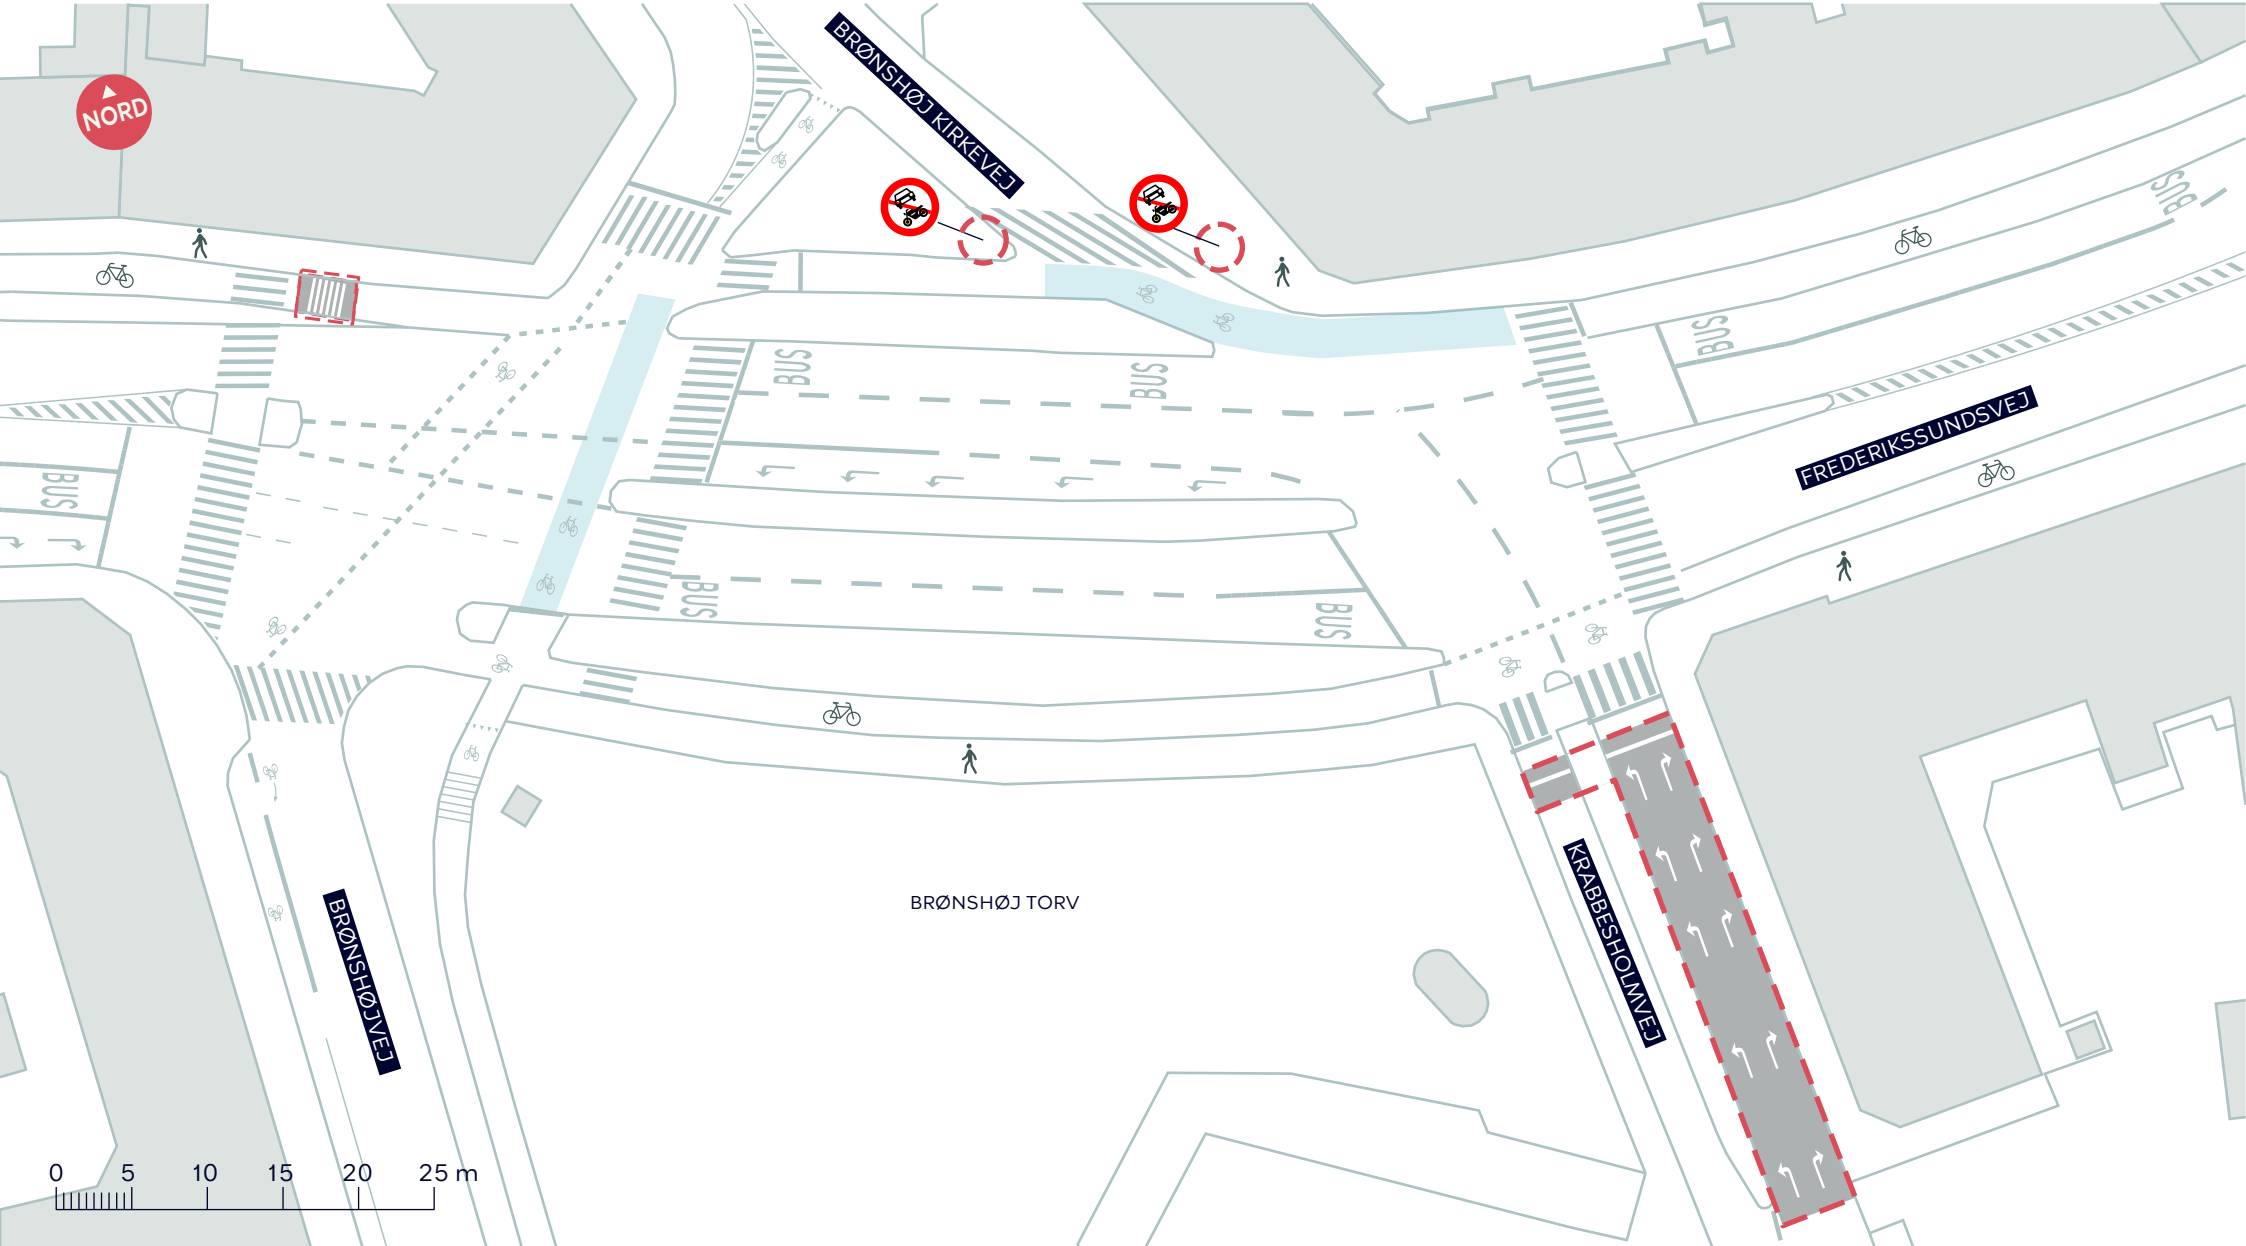 BRØNSHØJ KIRKEVEJ
NORD
BUS
BUS
BUS
BUS
FREDERIKSSUNDSVEJ
BUS
BUS
BUS
KRABBESHOLMVEJ
BRØNSHØJ TORV
BRØNSHØJVEJ
0 5 10 15 20 25 m